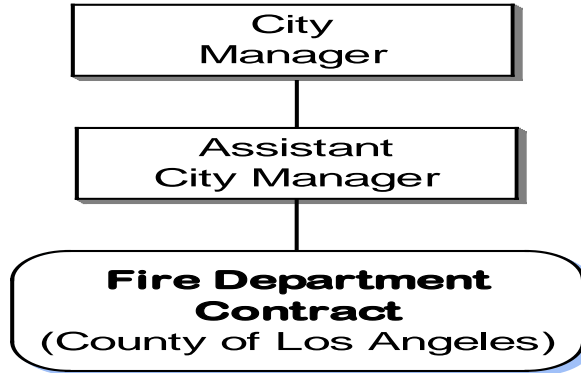 City
Manager
Assistant
City Manager
Fire Department
Contract
(County of Los Angeles)